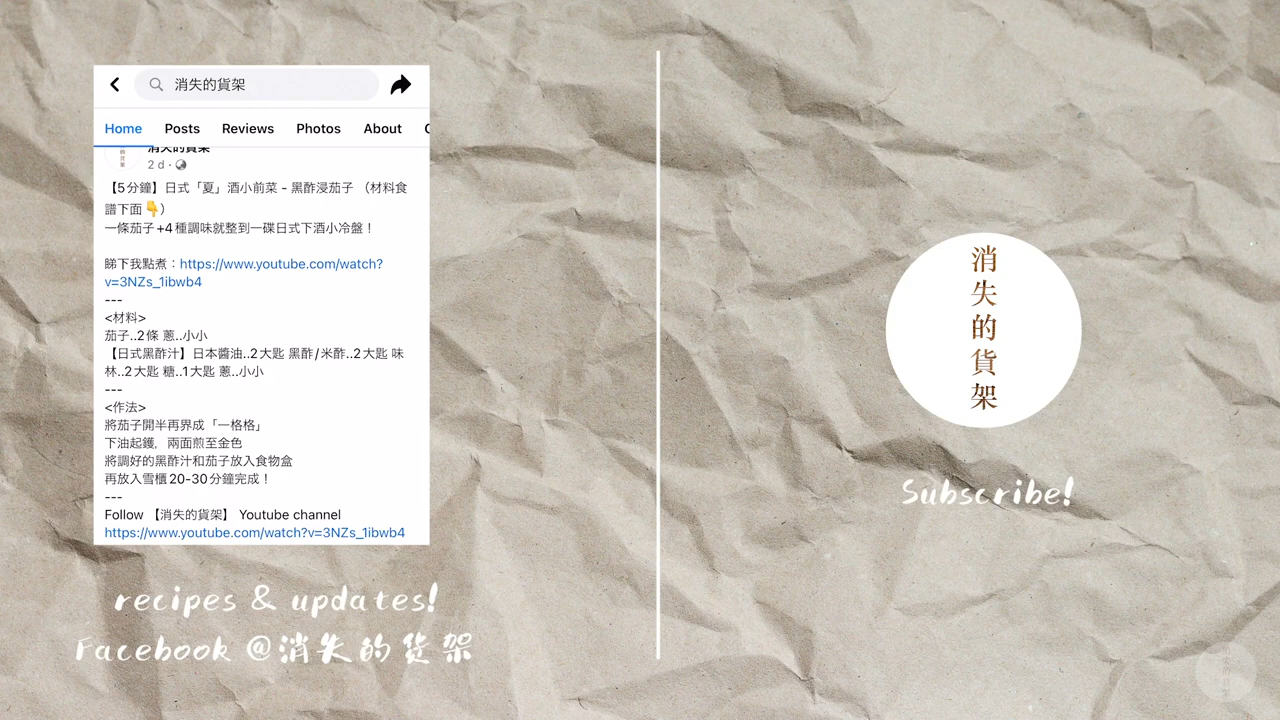 消失的貨架
Home Posts Reviews Photos About
消失的貨架
2 d
【5分鐘】日式「夏」酒小前菜 - 黑酢浸茄子 （材料食
譜下面👇）
一條茄子+4種調味就整到一碟日式下酒小冷盤！
睇下我點煮：https://www.youtube.com/watch?
v=3NZs_1ibwb4
---
<材料>
茄子..2條 蔥..小小
【日式黑酢汁】日本醬油..2大匙 黑酢/米酢..2大匙 味
林..2大匙 糖..1大匙 蔥..小小
---
<作法>
將茄子開半再界成「一格格」
下油起鑊，兩面煎至金色
將調好的黑酢汁和茄子放入食物盒
再放入雪櫃20-30分鐘完成！
---
Follow 【消失的貨架】 Youtube channel
https://www.youtube.com/watch?v=3NZs_1ibwb4
recipes & updates!
Facebook @消失的貨架
消失的貨架
Subscribe!